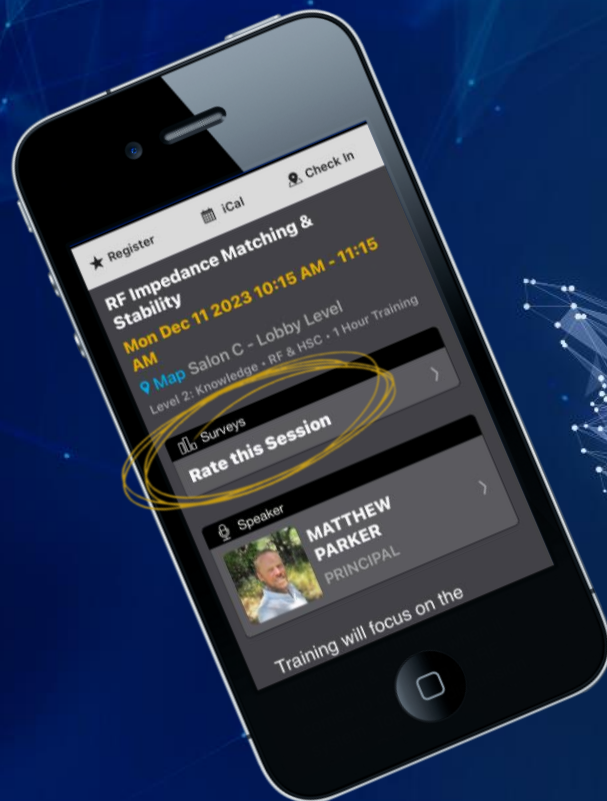 Register
iCal
Check In
RF Impedance Matching &
Stability
Mon Dec 11 2023 10:15 AM - 11:15
AM
Map Salon C - Lobby Level
Level 2: Knowledge • RF & HSC • 1 Hour Training
Surveys
Rate this Session
Speaker
MATTHEW
PARKER
PRINCIPAL
Training will focus on the